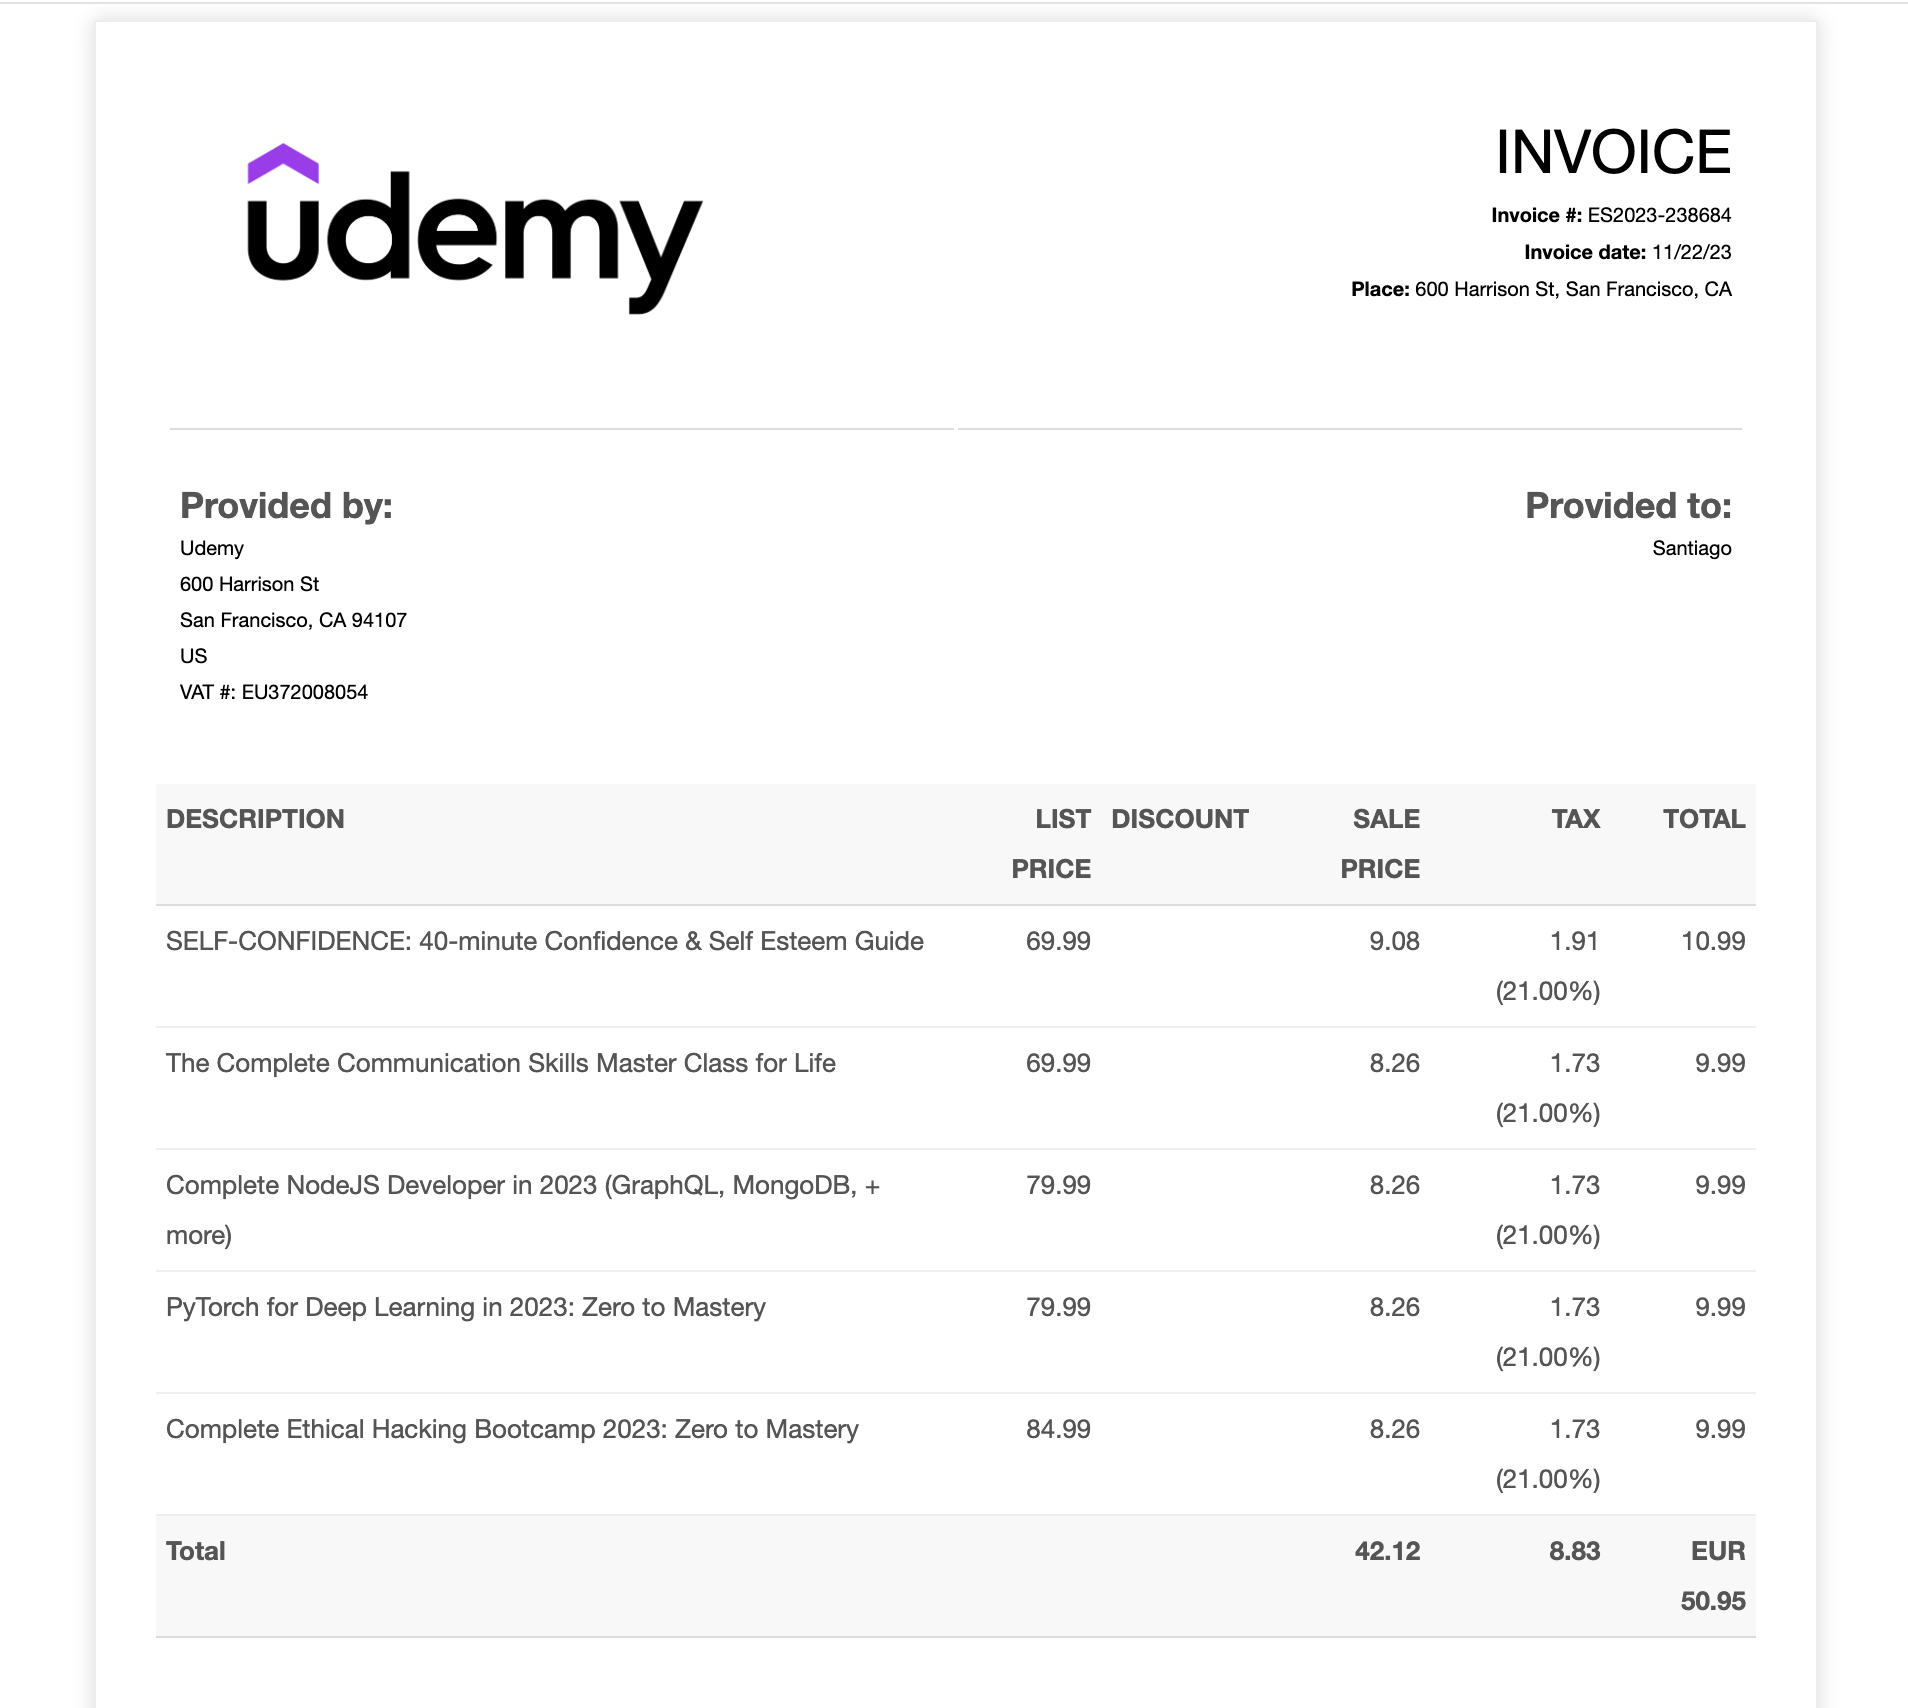 udemy
INVOICE
Invoice #: ES2023-238684
Invoice date: 11/22/23
Place: 600 Harrison St, San Francisco, CA
Provided by:
Udemy
600 Harrison St
San Francisco, CA 94107
US
VAT #: EU372008054
Provided to:
Santiago
DESCRIPTION LIST PRICE DISCOUNT SALE PRICE TAX TOTAL
SELF-CONFIDENCE: 40-minute Confidence & Self Esteem Guide 69.99 9.08 1.91 10.99
(21.00%)
The Complete Communication Skills Master Class for Life 69.99 8.26 1.73 9.99
(21.00%)
Complete NodeJS Developer in 2023 (GraphQL, MongoDB, + 79.99 8.26 1.73 9.99
more) (21.00%)
PyTorch for Deep Learning in 2023: Zero to Mastery 79.99 8.26 1.73 9.99
(21.00%)
Complete Ethical Hacking Bootcamp 2023: Zero to Mastery 84.99 8.26 1.73 9.99
(21.00%)
Total 42.12 8.83 EUR
50.95